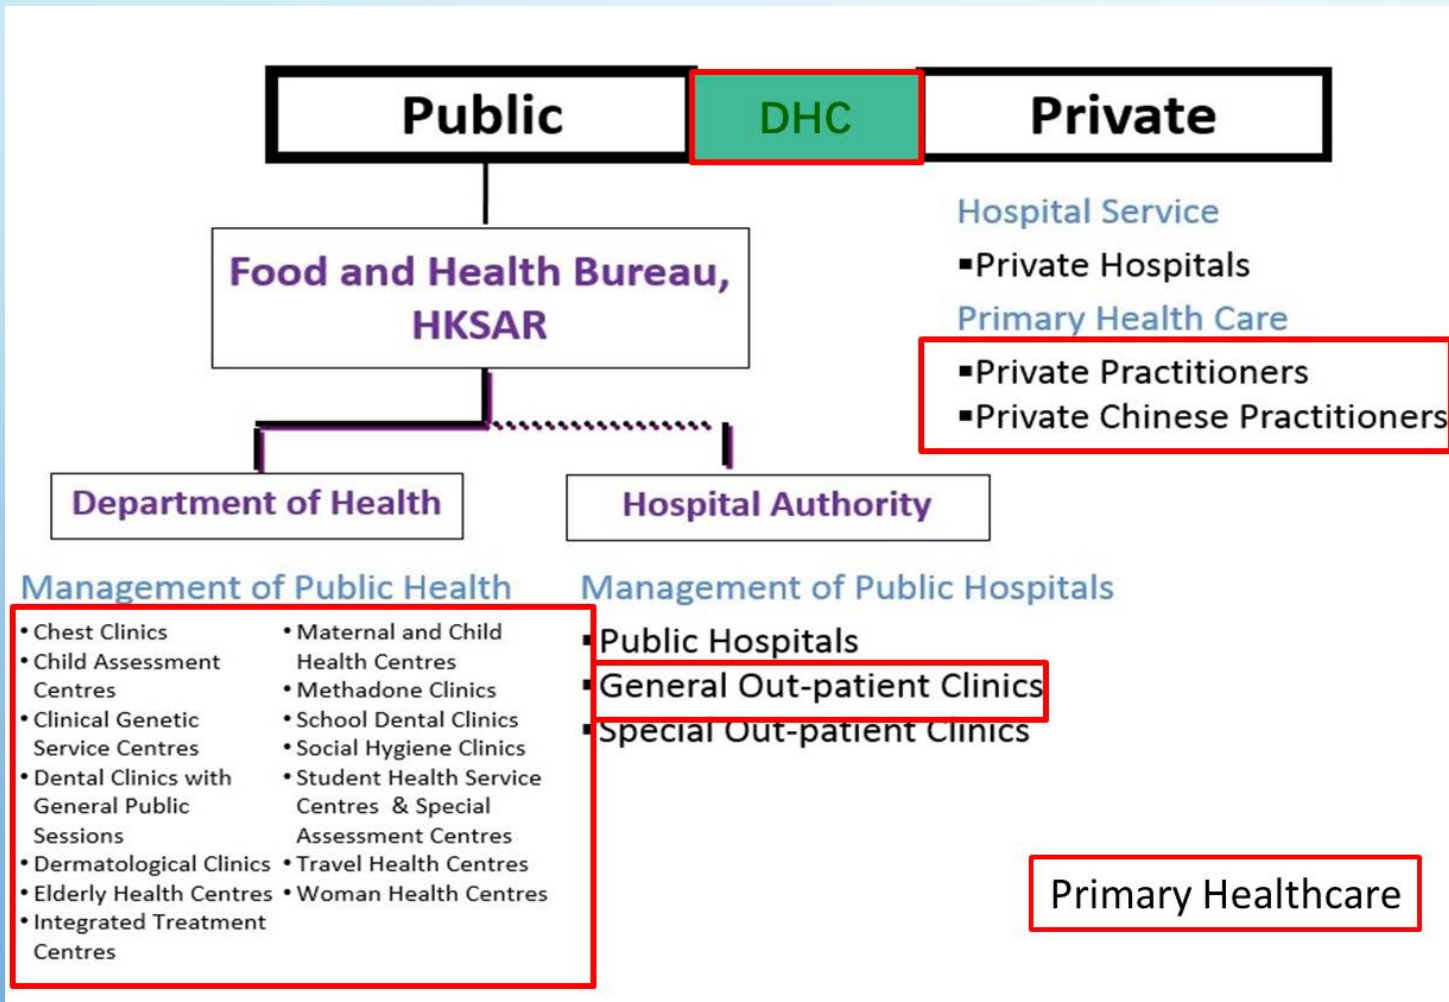 Public
DHC
Private
Food and Health Bureau,
HKSAR
Hospital Service
▪Private Hospitals
Primary Health Care
▪Private Practitioners
▪Private Chinese Practitioners
Department of Health
Hospital Authority
Management of Public Health
• Chest Clinics
• Child Assessment
Centres
• Clinical Genetic
Service Centres
• Dental Clinics with
General Public
Sessions
• Dermatological Clinics
• Elderly Health Centres
• Integrated Treatment
Centres
• Maternal and Child
Health Centres
• Methadone Clinics
• School Dental Clinics
• Social Hygiene Clinics
• Student Health Service
Centres & Special
Assessment Centres
• Travel Health Centres
• Woman Health Centres
Management of Public Hospitals
▪Public Hospitals
▪General Out-patient Clinics
▪Special Out-patient Clinics
Primary Healthcare